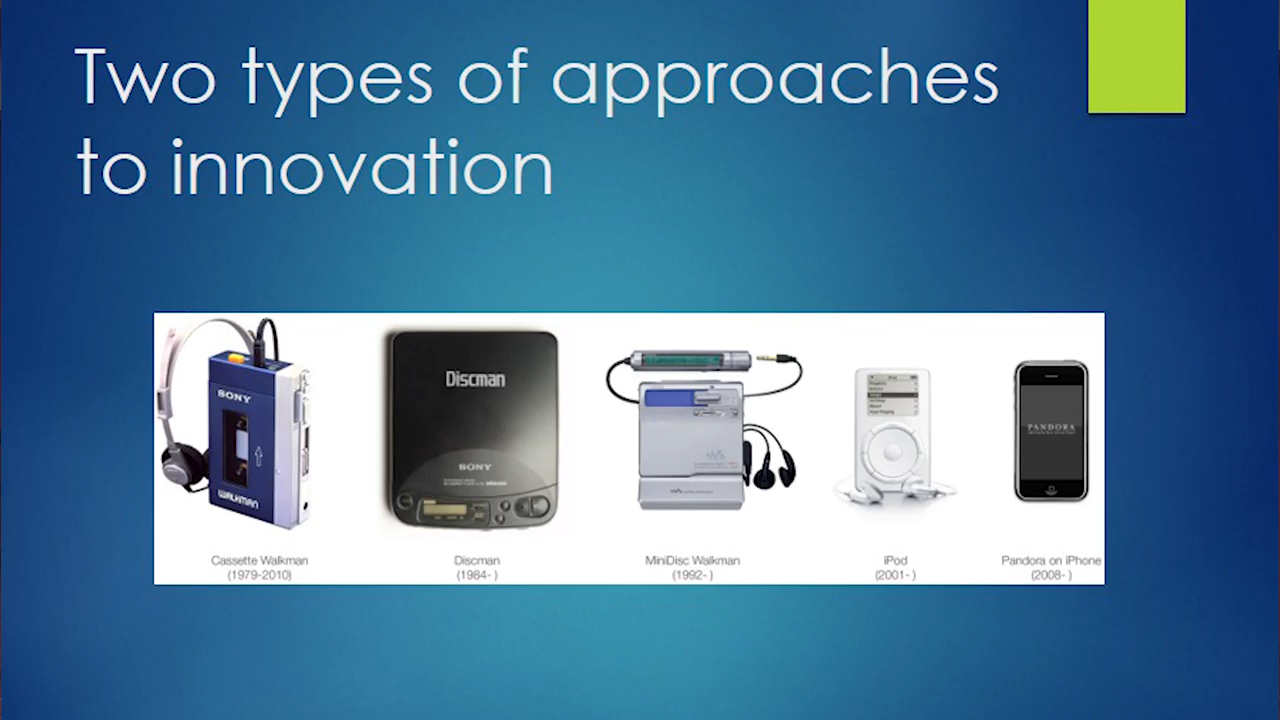 Two types of approaches
to innovation
SONY
WALKMAN
Discman
SONY
iPod
PANDORA
Cassette Walkman
(1979-2010)
Discman
(1984- )
MiniDisc Walkman
(1992- )
iPod
(2001- )
Pandora on iPhone
(2008- )